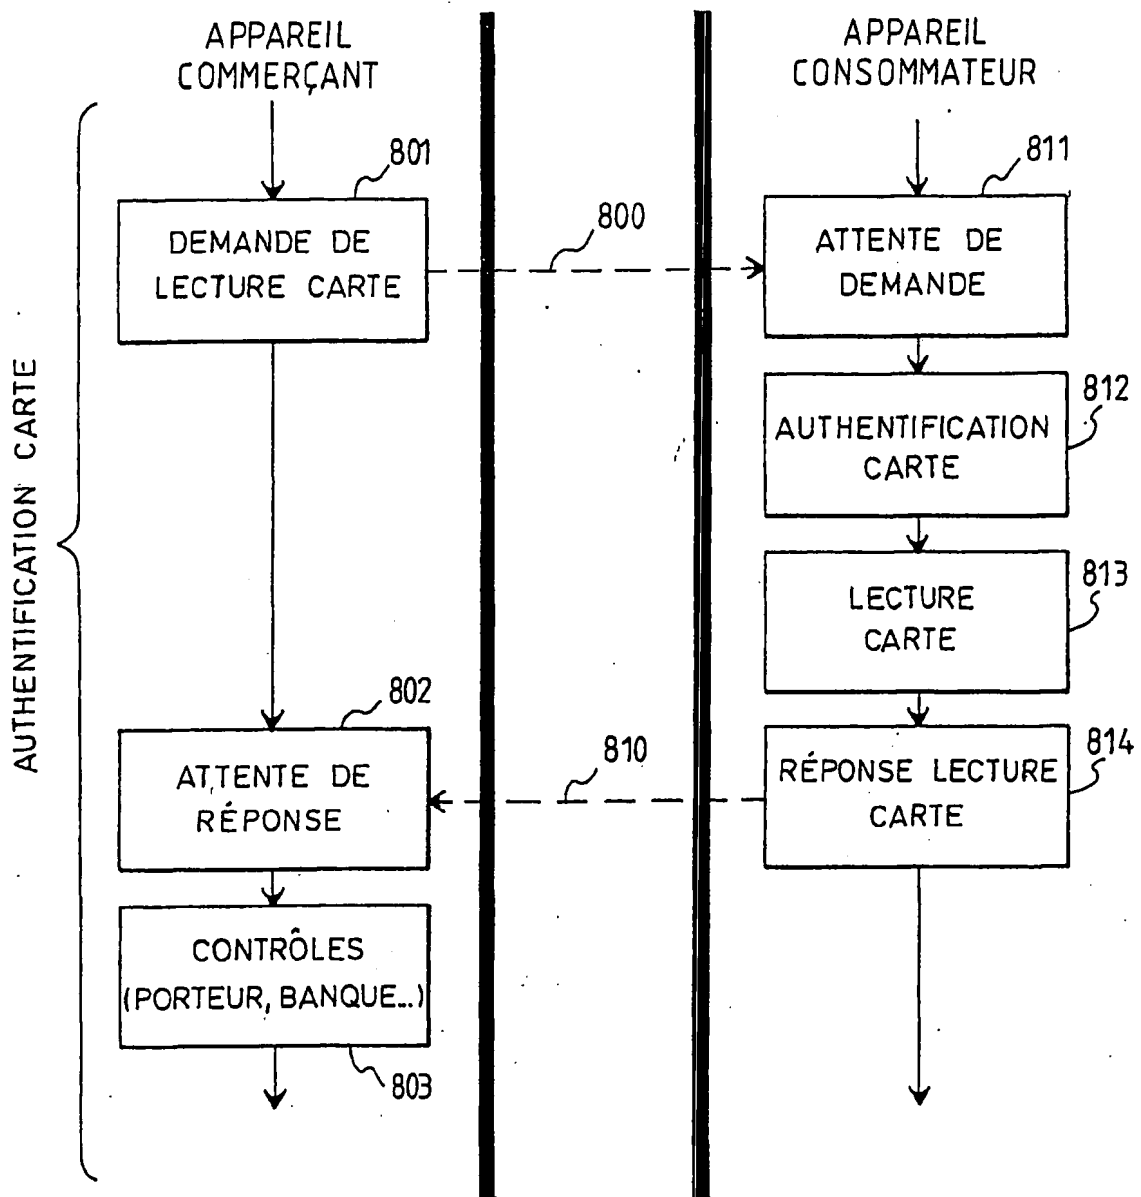 APPAREIL
COMMERÇANT
APPAREIL
CONSOMMATEUR
AUTHENTIFICATION CARTE
801
DEMANDE DE
LECTURE CARTE
800
811
ATTENTE DE
DEMANDE
812
AUTHENTIFICATION
CARTE
813
LECTURE
CARTE
802
ATTENTE DE
RÉPONSE
810
814
RÉPONSE LECTURE
CARTE
CONTRÔLES
(PORTEUR, BANQUE...)
803